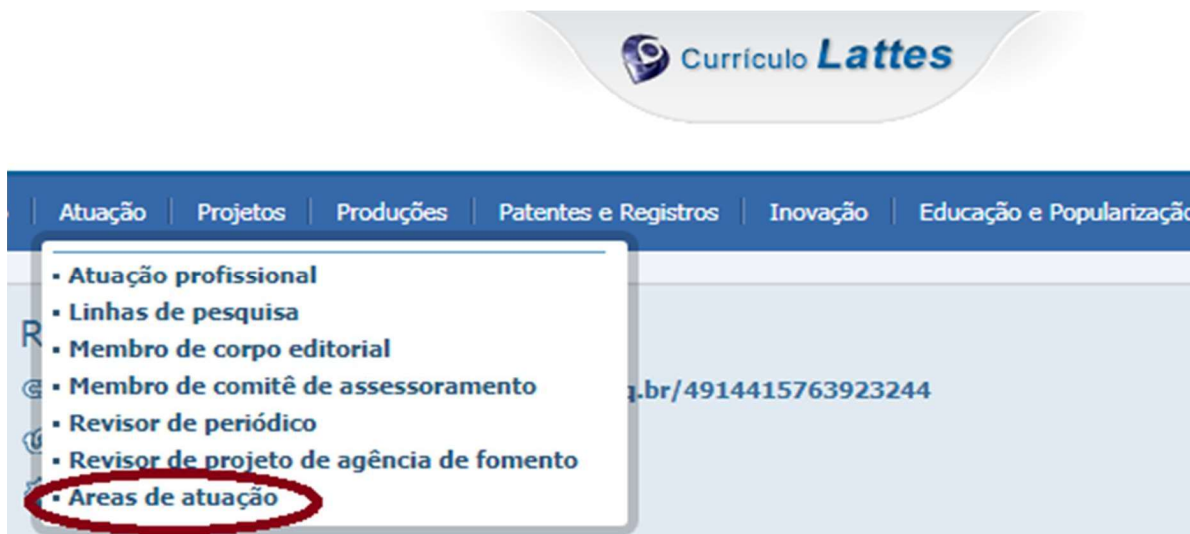 Currículo Lattes
Atuação Projetos Produções Patentes e Registros Inovação Educação e Popularização
▪ Atuação profissional
▪ Linhas de pesquisa
R
▪ Membro de corpo editorial
▪ Membro de comitê de assessoramento
q.br/4914415763923244
▪ Revisor de periódico
▪ Revisor de projeto de agência de fomento
▪ Areas de atuação